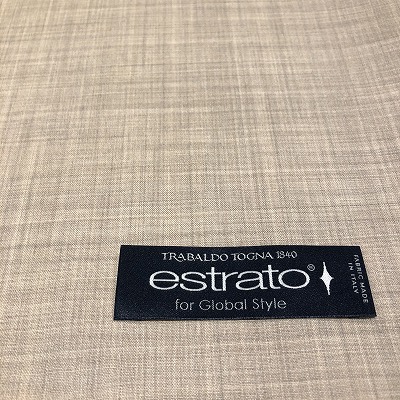 TRABALDO TOGNA 1840
estrato®
for Global Style
FABRIC MADE
IN ITALY